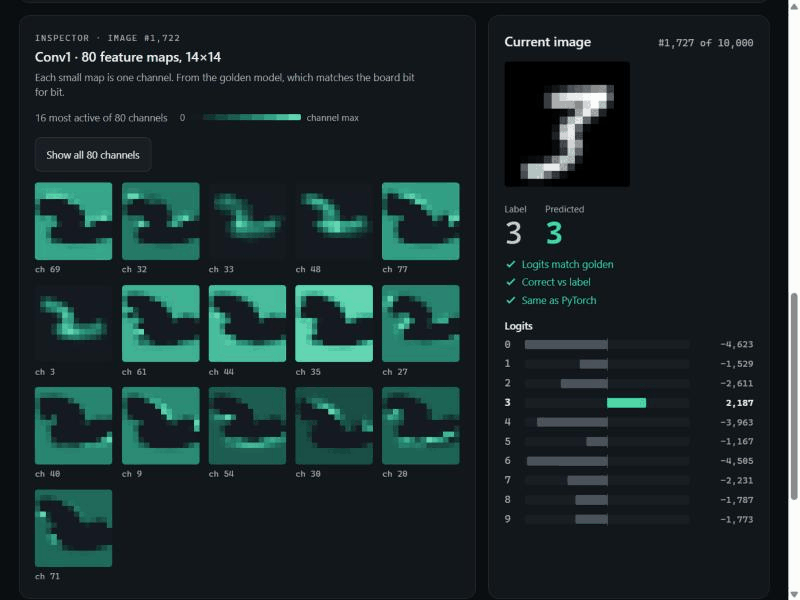 INSPECTOR · IMAGE #1,722
Conv1 · 80 feature maps, 14×14
Each small map is one channel. From the golden model, which matches the board bit
for bit.
16 most active of 80 channels 0 channel max
Show all 80 channels
ch 69 ch 32 ch 33 ch 48 ch 77
ch 3 ch 61 ch 44 ch 35 ch 27
ch 40 ch 9 ch 54 ch 30 ch 20
ch 71
Current image #1,727 of 10,000
Label Predicted
3 3
Logits match golden
Correct vs label
Same as PyTorch
Logits
0 −4,623
1 −1,529
2 −2,611
3 2,187
4 −3,963
5 −1,167
6 −4,505
7 −2,231
8 −1,787
9 −1,773